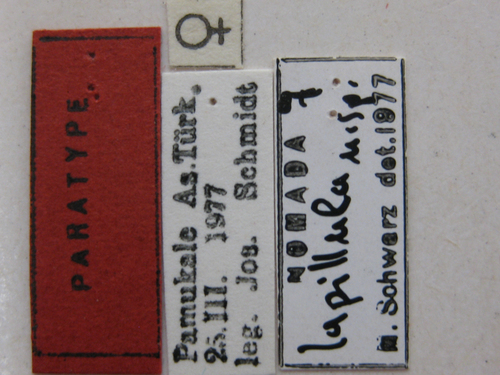 PARATYPE
♀
Pamukale As.Türk.
25.III. 1977
leg. Jos. Schmidt
NOMADA ♀
lapillula n.sp.
M. Schwarz det.1977